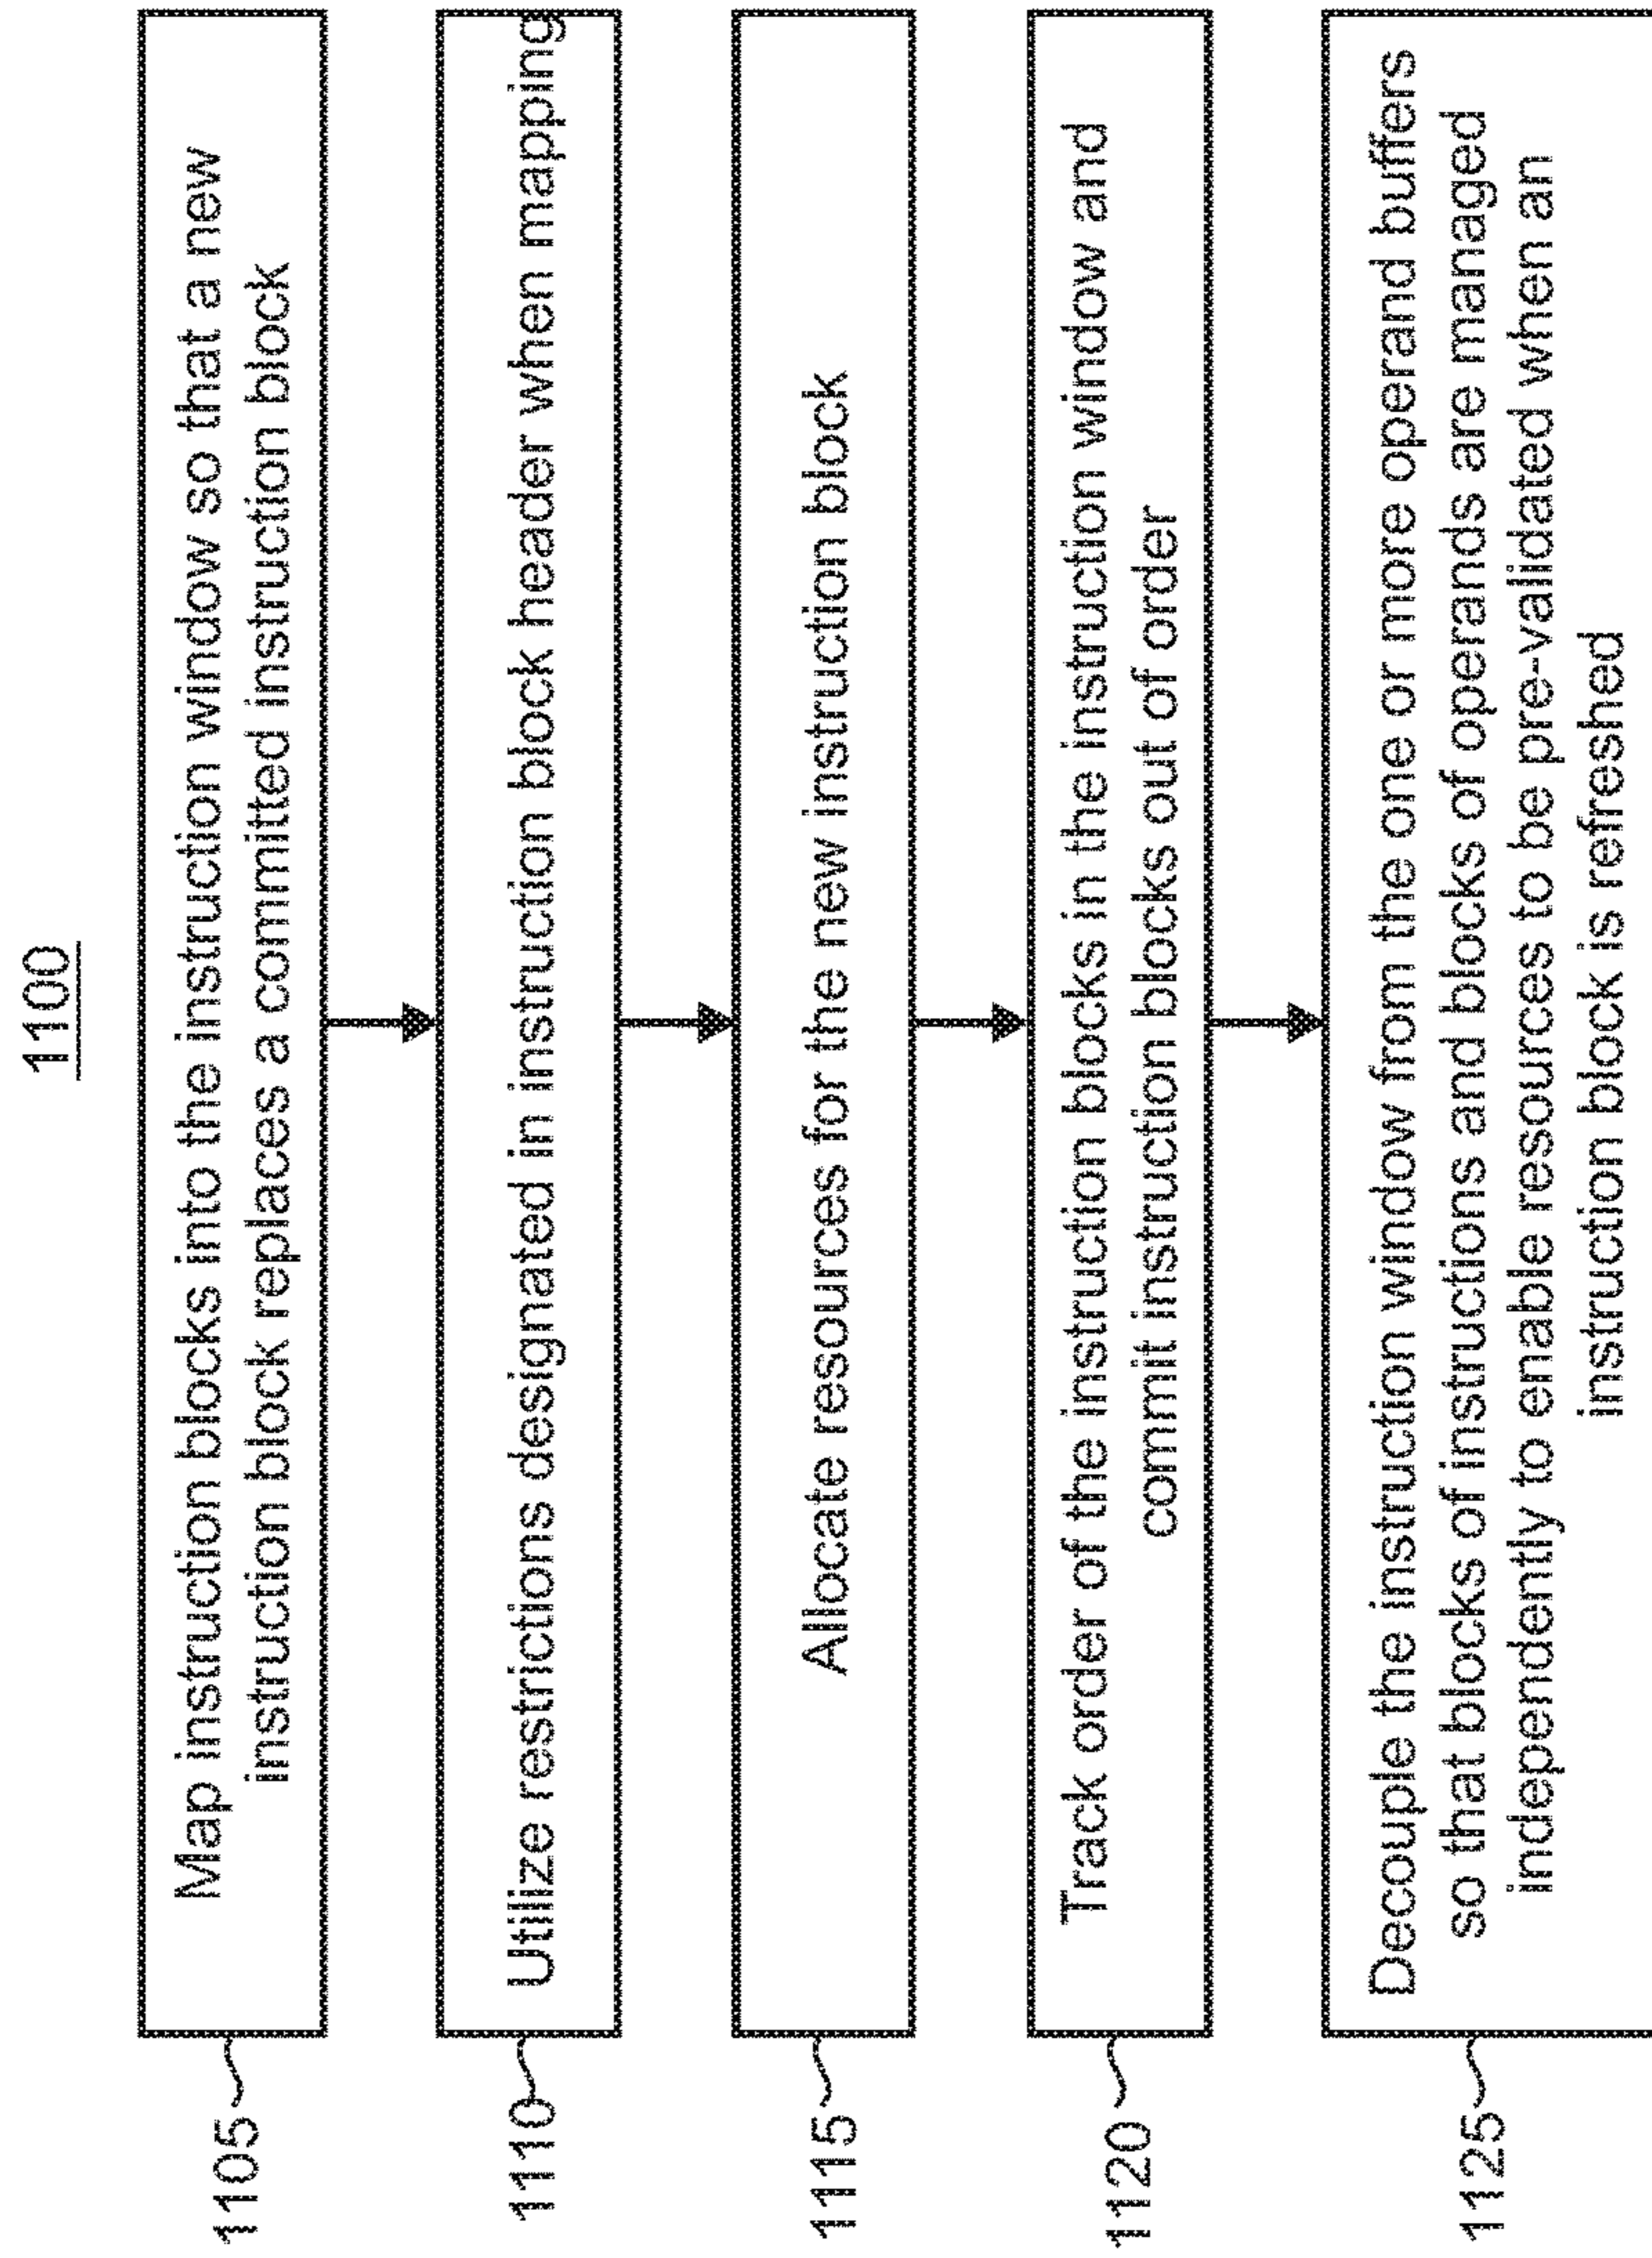 1100
1105
Map instruction blocks into the instruction window so that a new
instruction block replaces a committed instruction block
1110
Utilize restrictions designated in instruction block header when mapping
1115
Allocate resources for the new instruction block
1120
Track order of the instruction blocks in the instruction window and
commit instruction blocks out of order
1125
Decouple the instruction window from the one or more operand buffers
so that blocks of instructions and blocks of operands are managed
independently to enable resources to be pre-validated when an
instruction block is refreshed